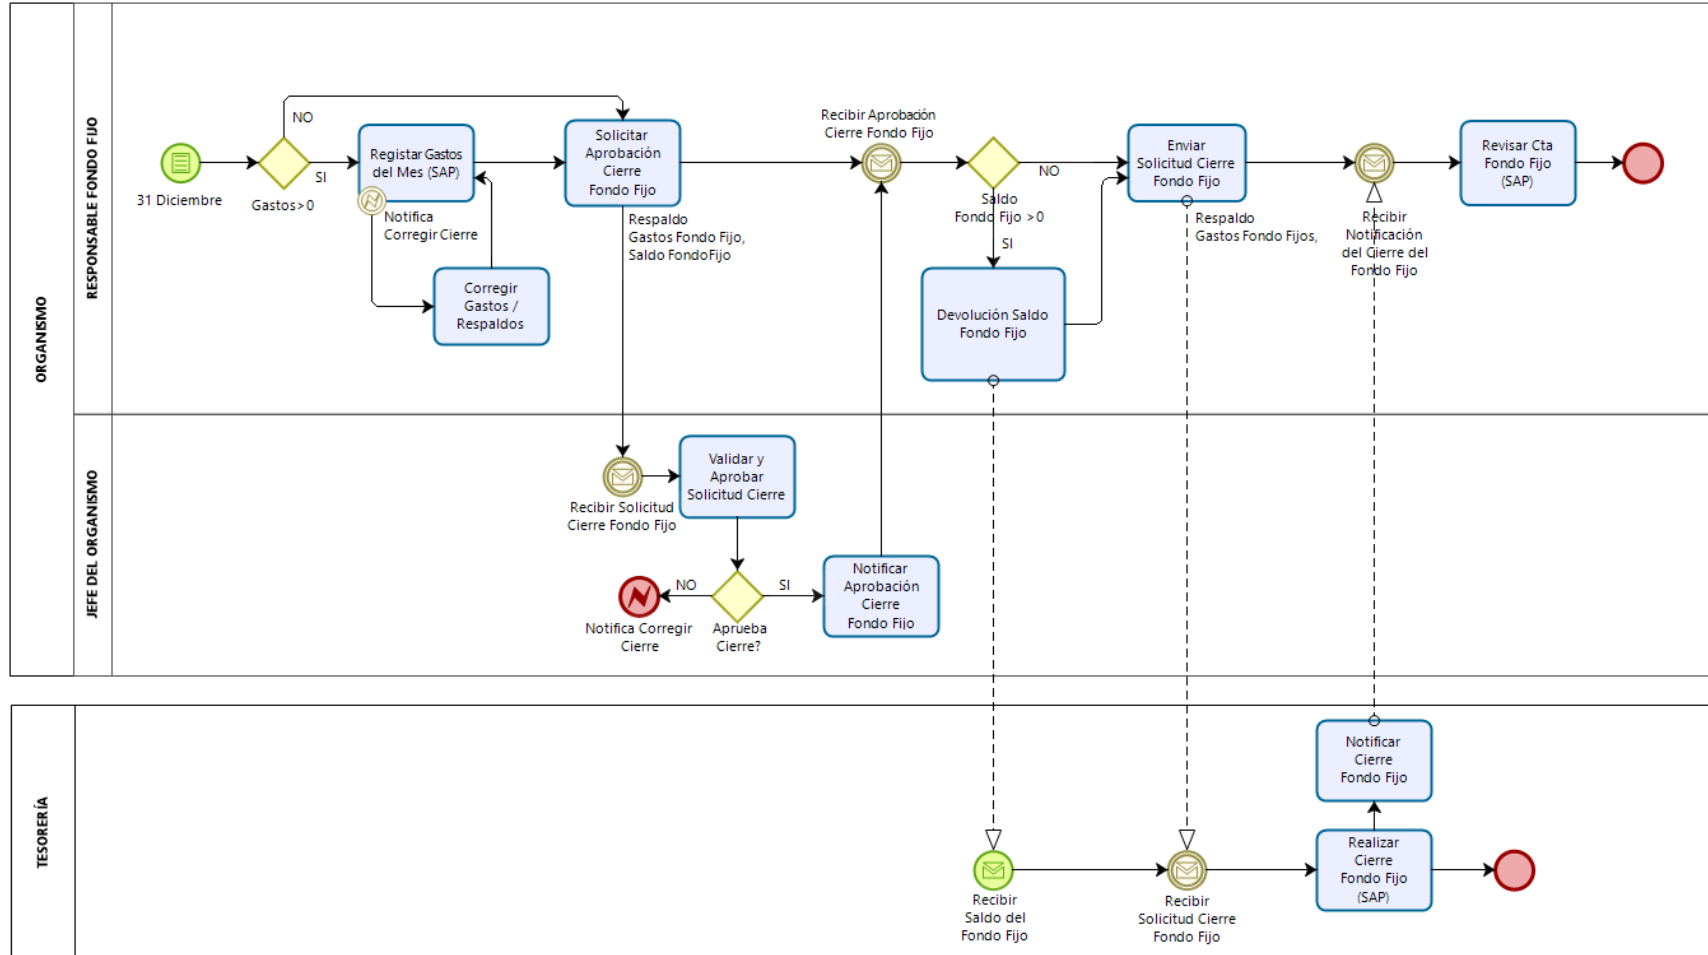 ORGANISMO
RESPONSABLE FONDO FIJO
31 Diciembre
NO
SI
Gastos>0
Registar Gastos
del Mes (SAP)
Notifica
Corregir Cierre
Corregir
Gastos /
Respaldos
Solicitar
Aprobación
Cierre
Fondo Fijo
Respaldo
Gastos Fondo Fijo,
Saldo FondoFijo
Recibir Aprobación
Cierre Fondo Fijo
NO
Saldo
Fondo Fijo >0
SI
Devolución Saldo
Fondo Fijo
Enviar
Solicitud Cierre
Fondo Fijo
Respaldo
Gastos Fondo Fijos,
Recibir
Notificación
del Cierre del
Fondo Fijo
Revisar Cta
Fondo Fijo
(SAP)
JEFE DEL ORGANISMO
Recibir Solicitud
Cierre Fondo Fijo
Validar y
Aprobar
Solicitud Cierre
NO
SI
Notifica Corregir
Cierre
Aprueba
Cierre?
Notificar
Aprobación
Cierre
Fondo Fijo
TESORERÍA
Recibir
Saldo del
Fondo Fijo
Recibir
Solicitud Cierre
Fondo Fijo
Notificar
Cierre
Fondo Fijo
Realizar
Cierre
Fondo Fijo
(SAP)